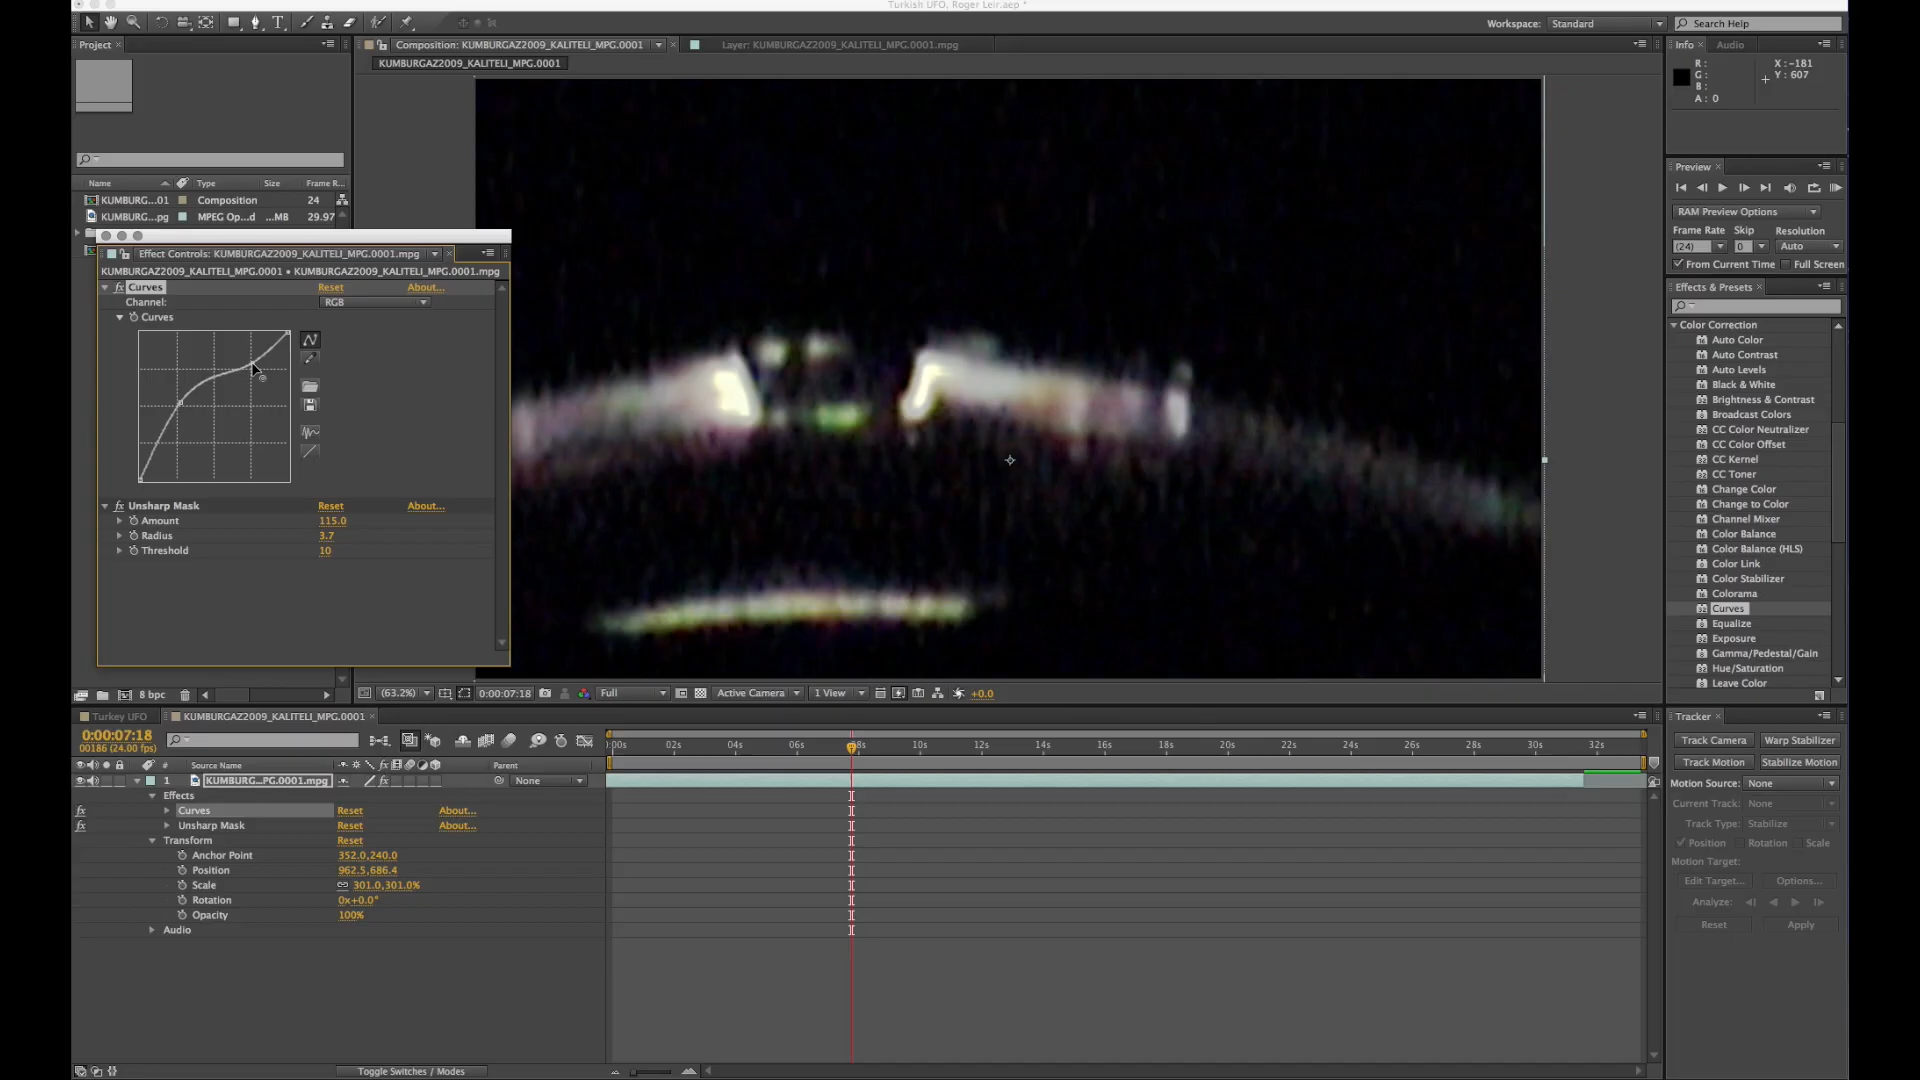 Turkish UFO, Roger Leir.aep *
Workspace: Standard
Search Help
Project
Composition: KUMBURGAZ2009_KALITELI_MPG.0001
Layer: KUMBURGAZ2009_KALITELI_MPG.0001.mpg
KUMBURGAZ2009_KALITELI_MPG.0001
Info
Audio
R :
G :
B :
A : 0
X : -181
Y : 607
Name
Type
Size
Frame R...
KUMBURG...01
Composition
24
KUMBURG...pg
MPEG Op...d
...MB
29.97
Effect Controls: KUMBURGAZ2009_KALITELI_MPG.0001.mpg
KUMBURGAZ2009_KALITELI_MPG.0001 • KUMBURGAZ2009_KALITELI_MPG.0001.mpg
fx Curves
Reset
About...
Channel:
RGB
Curves
fx Unsharp Mask
Reset
About...
Amount
115.0
Radius
3.7
Threshold
10
8 bpc
(63.2%)
0:00:07:18
Full
Active Camera
1 View
+0.0
Preview
RAM Preview Options
Frame Rate Skip Resolution
(24) 0 Auto
From Current Time
Full Screen
Effects & Presets
Color Correction
Auto Color
Auto Contrast
Auto Levels
Black & White
Brightness & Contrast
Broadcast Colors
CC Color Neutralizer
CC Color Offset
CC Kernel
CC Toner
Change Color
Change to Color
Channel Mixer
Color Balance
Color Balance (HLS)
Color Link
Color Stabilizer
Colorama
Curves
Equalize
Exposure
Gamma/Pedestal/Gain
Hue/Saturation
Leave Color
Turkey UFO
KUMBURGAZ2009_KALITELI_MPG.0001
0:00:07:18
00186 (24.00 fps)
:00s 02s 04s 06s 08s 10s 12s 14s 16s 18s 20s 22s 24s 26s 28s 30s 32s
#
Source Name
Parent
1
KUMBURG...PG.0001.mpg
None
Effects
fx
Curves
Reset
About...
fx
Unsharp Mask
Reset
About...
Transform
Reset
Anchor Point
352.0,240.0
Position
962.5,686.4
Scale
301.0,301.0%
Rotation
0x+0.0°
Opacity
100%
Audio
Toggle Switches / Modes
Tracker
Track Camera
Warp Stabilizer
Track Motion
Stabilize Motion
Motion Source: None
Current Track: None
Track Type: Stabilize
Position
Rotation
Scale
Motion Target:
Edit Target...
Options...
Analyze:
Reset
Apply